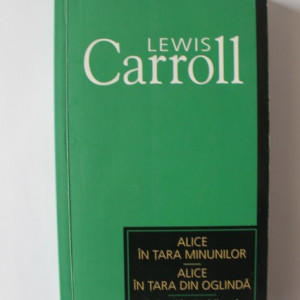 LEWIS
Carroll
ALICE
ÎN ȚARA MINUNILOR
ALICE
ÎN ȚARA DIN OGLINDĂ